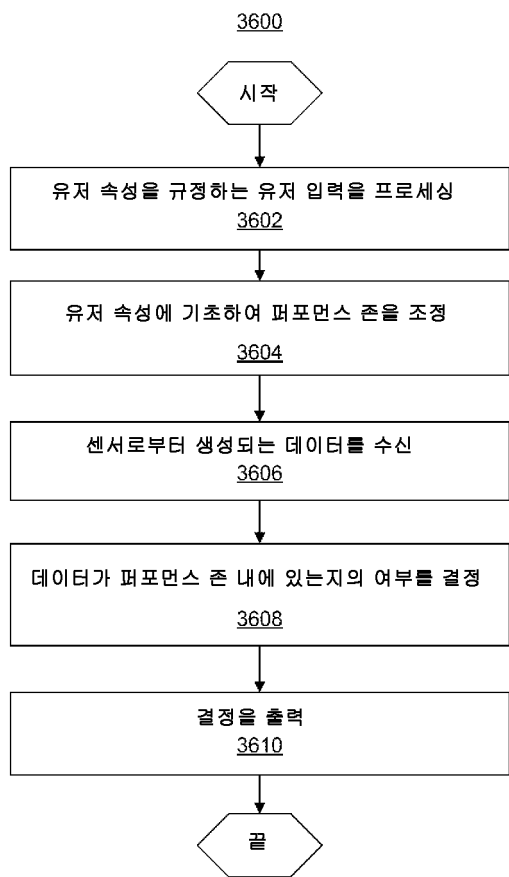 3600
시작
유저 속성을 규정하는 유저 입력을 프로세싱
3602
유저 속성에 기초하여 퍼포먼스 존을 조정
3604
센서로부터 생성되는 데이터를 수신
3606
데이터가 퍼포먼스 존 내에 있는지의 여부를 결정
3608
결정을 출력
3610
끝